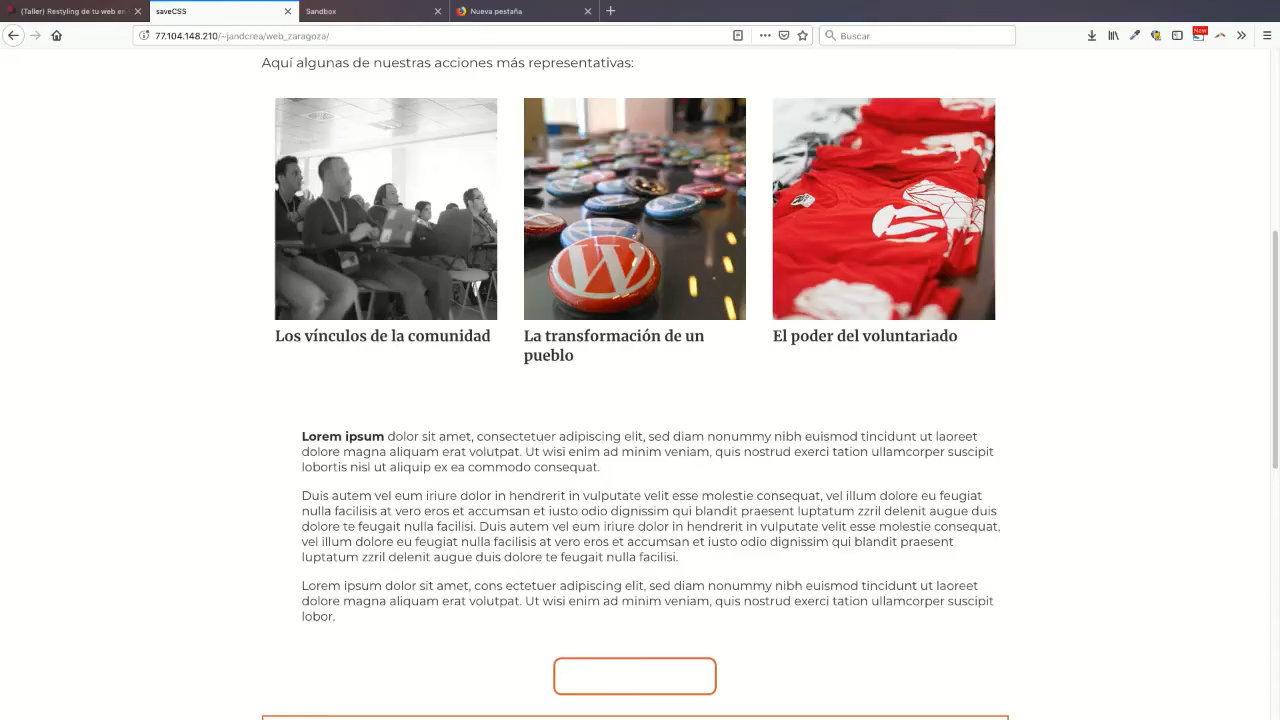 (Taller) Restyling de tu web en
saveCSS
Sandbox
Nueva pestaña
77.104.148.210/~jandcrea/web_zaragoza/
Buscar
New
Aquí algunas de nuestras acciones más representativas:
W
Los vínculos de la comunidad
La transformación de un
pueblo
El poder del voluntariado
Lorem ipsum dolor sit amet, consectetuer adipiscing elit, sed diam nonummy nibh euismod tincidunt ut laoreet
dolore magna aliquam erat volutpat. Ut wisi enim ad minim veniam, quis nostrud exerci tation ullamcorper suscipit
lobortis nisl ut aliquip ex ea commodo consequat.
Duis autem vel eum iriure dolor in hendrerit in vulputate velit esse molestie consequat, vel illum dolore eu feugiat
nulla facilisis at vero eros et accumsan et iusto odio dignissim qui blandit praesent luptatum zzril delenit augue duis
dolore te feugait nulla facilisi. Duis autem vel eum iriure dolor in hendrerit in vulputate velit esse molestie consequat,
vel illum dolore eu feugiat nulla facilisis at vero eros et accumsan et iusto odio dignissim qui blandit praesent
luptatum zzril delenit augue duis dolore te feugait nulla facilisi.
Lorem ipsum dolor sit amet, cons ectetuer adipiscing elit, sed diam nonummy nibh euismod tincidunt ut laoreet
dolore magna aliquam erat volutpat. Ut wisi enim ad minim veniam, quis nostrud exerci tation ullamcorper suscipit
lobor.